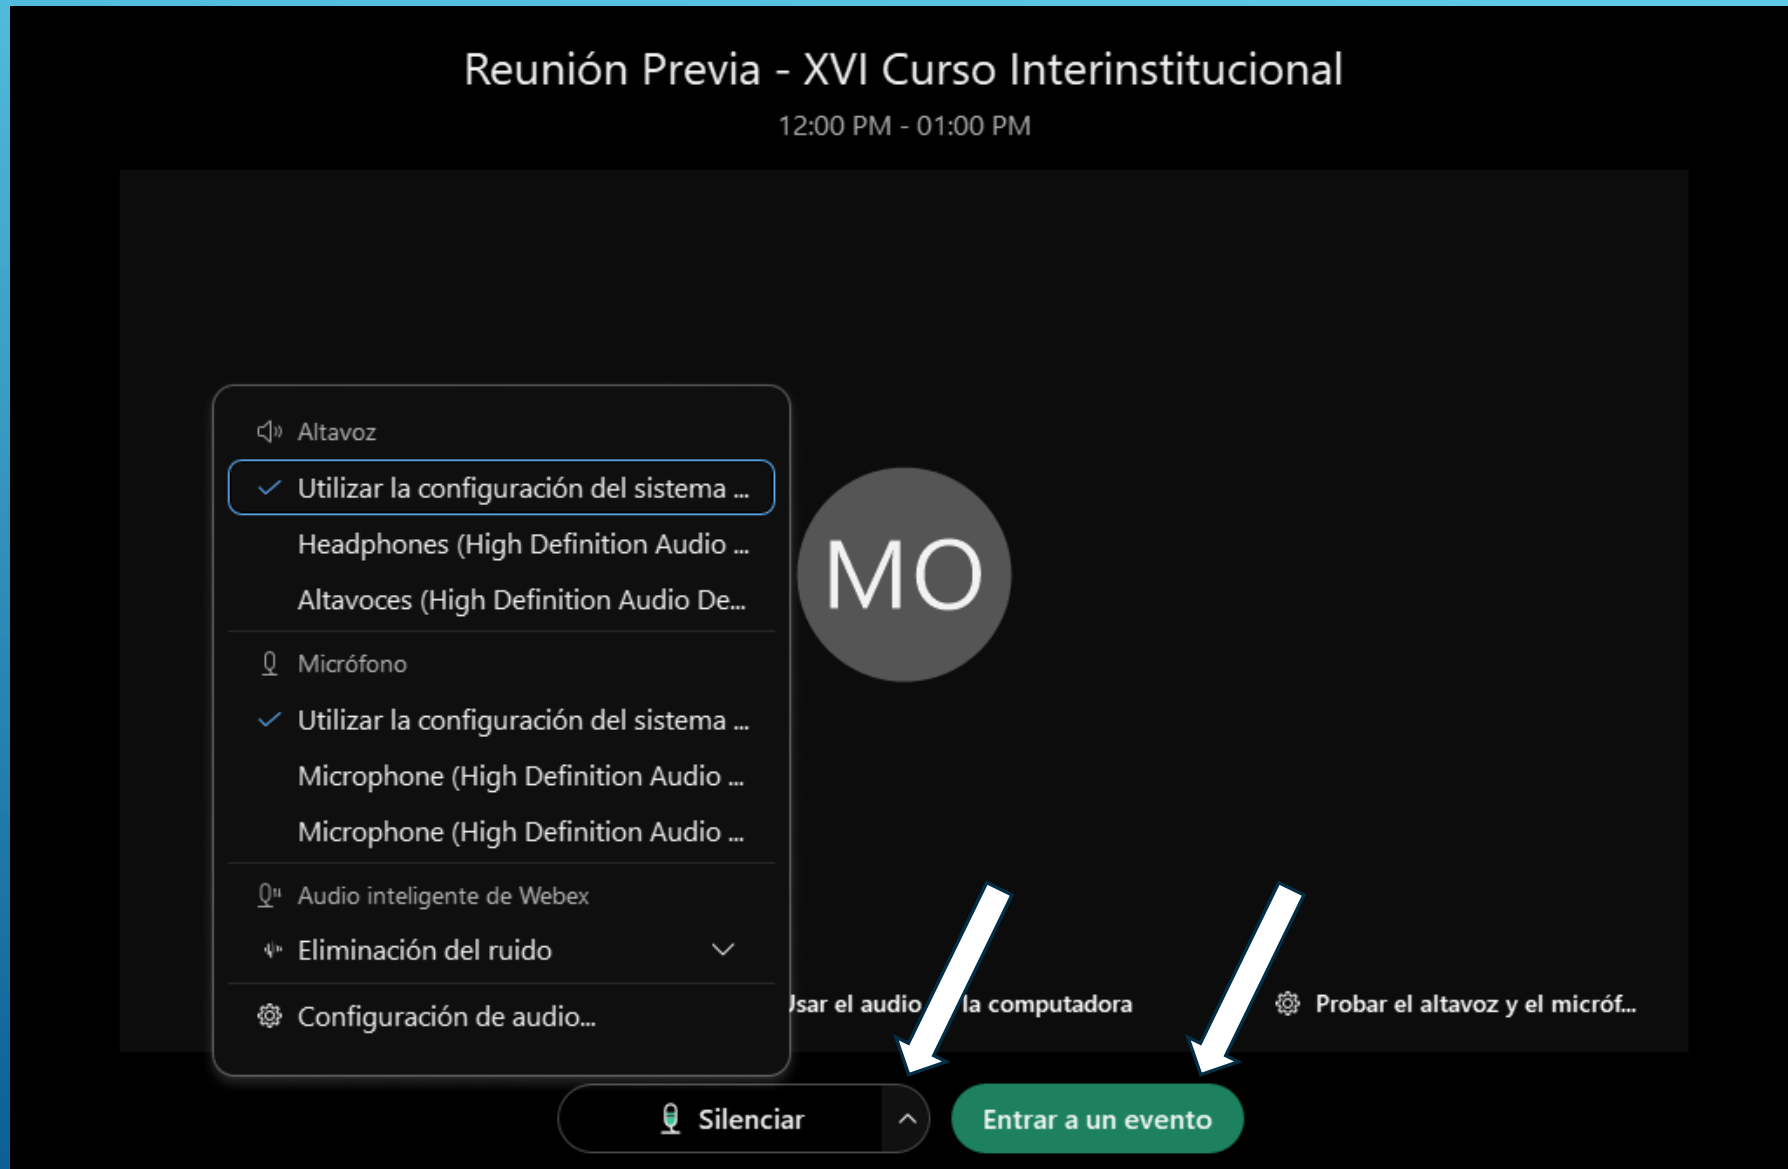 Reunión Previa - XVI Curso Interinstitucional
12:00 PM - 01:00 PM
Altavoz
Utilizar la configuración del sistema ...
Headphones (High Definition Audio ...
Altavoces (High Definition Audio De...
Micrófono
Utilizar la configuración del sistema ...
Microphone (High Definition Audio ...
Microphone (High Definition Audio ...
Audio inteligente de Webex
Eliminación del ruido
Configuración de audio...
MO
el audio la computadora
Probar el altavoz y el micróf...
Silenciar
Entrar a un evento